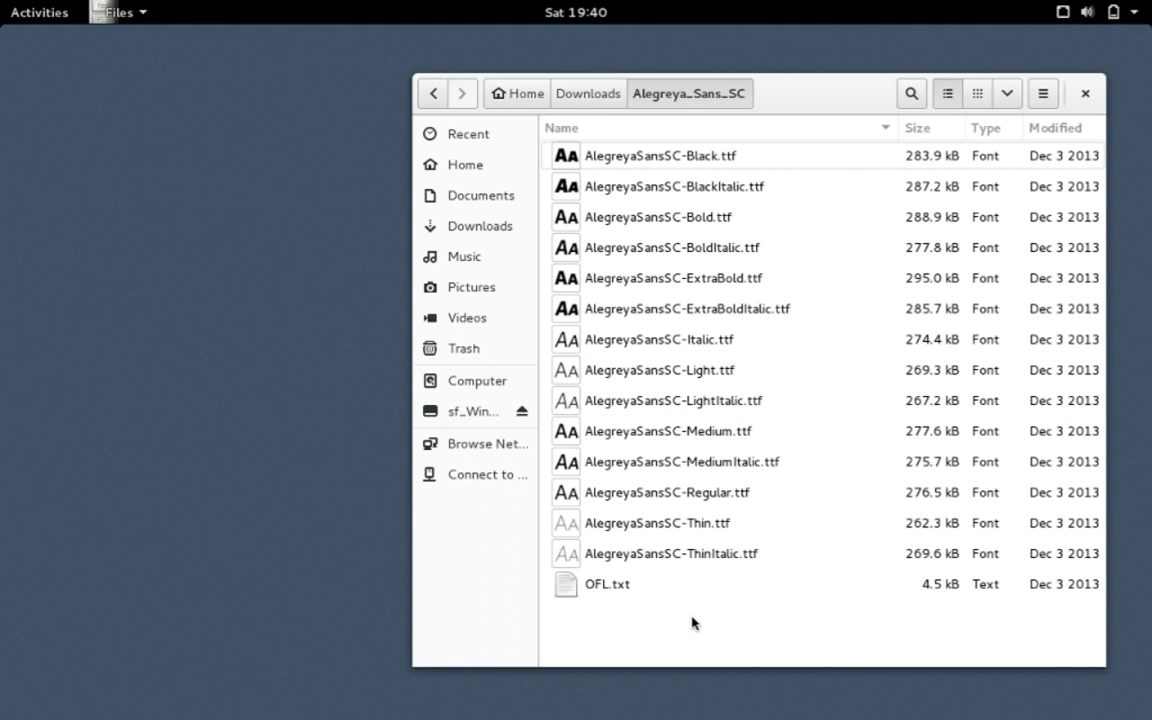 Activities Files Sat 19:40
Home Downloads Alegreya_Sans_SC
Name Size Type Modified
Recent
Home
Documents
Downloads
Music
Pictures
Videos
Trash
Computer
sf_Win...
Browse Net...
Connect to ...
AlegreyaSansSC-Black.ttf 283.9 kB Font Dec 3 2013
AlegreyaSansSC-BlackItalic.ttf 287.2 kB Font Dec 3 2013
AlegreyaSansSC-Bold.ttf 288.9 kB Font Dec 3 2013
AlegreyaSansSC-BoldItalic.ttf 277.8 kB Font Dec 3 2013
AlegreyaSansSC-ExtraBold.ttf 295.0 kB Font Dec 3 2013
AlegreyaSansSC-ExtraBoldItalic.ttf 285.7 kB Font Dec 3 2013
AlegreyaSansSC-Italic.ttf 274.4 kB Font Dec 3 2013
AlegreyaSansSC-Light.ttf 269.3 kB Font Dec 3 2013
AlegreyaSansSC-LightItalic.ttf 267.2 kB Font Dec 3 2013
AlegreyaSansSC-Medium.ttf 277.6 kB Font Dec 3 2013
AlegreyaSansSC-MediumItalic.ttf 275.7 kB Font Dec 3 2013
AlegreyaSansSC-Regular.ttf 276.5 kB Font Dec 3 2013
AlegreyaSansSC-Thin.ttf 262.3 kB Font Dec 3 2013
AlegreyaSansSC-ThinItalic.ttf 269.6 kB Font Dec 3 2013
OFL.txt 4.5 kB Text Dec 3 2013